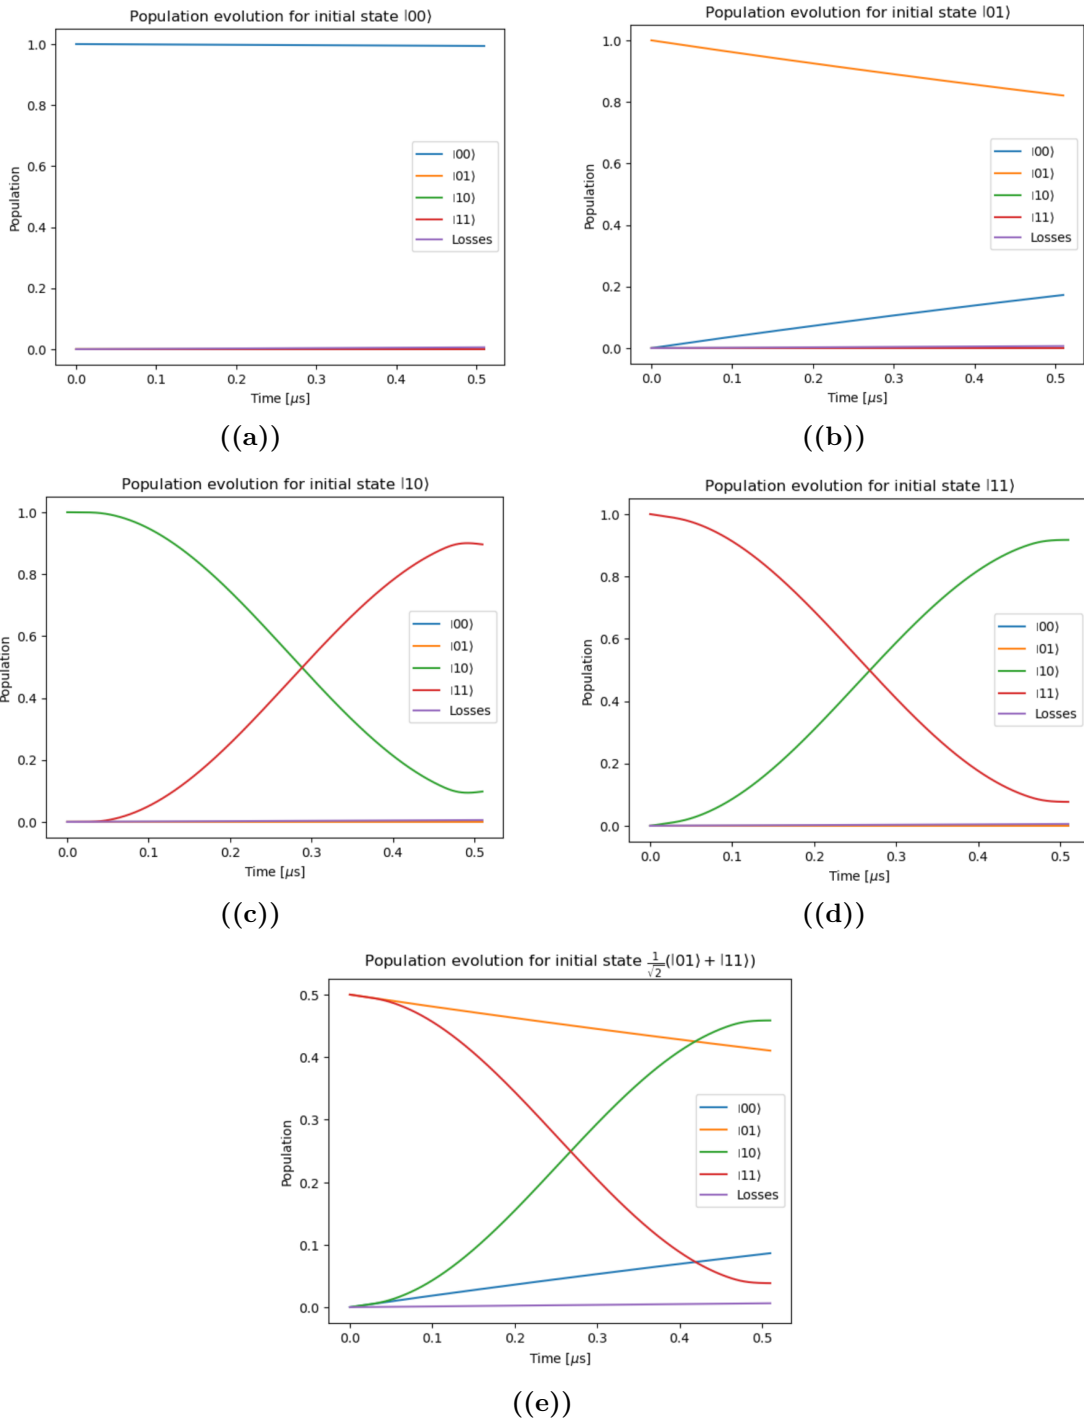 Population evolution for initial state |00⟩
1.0
0.8
0.6
0.4
0.2
0.0
Population
|00⟩
|01⟩
|10⟩
|11⟩
Losses
0.0 0.1 0.2 0.3 0.4 0.5
Time [μs]
((a))
Population evolution for initial state |01⟩
1.0
0.8
0.6
0.4
0.2
0.0
Population
|00⟩
|01⟩
|10⟩
|11⟩
Losses
0.0 0.1 0.2 0.3 0.4 0.5
Time [μs]
((b))
Population evolution for initial state |10⟩
1.0
0.8
0.6
0.4
0.2
0.0
Population
|00⟩
|01⟩
|10⟩
|11⟩
Losses
0.0 0.1 0.2 0.3 0.4 0.5
Time [μs]
((c))
Population evolution for initial state |11⟩
1.0
0.8
0.6
0.4
0.2
0.0
Population
|00⟩
|01⟩
|10⟩
|11⟩
Losses
0.0 0.1 0.2 0.3 0.4 0.5
Time [μs]
((d))
Population evolution for initial state 1/√2(|01⟩ + |11⟩)
0.5
0.4
0.3
0.2
0.1
0.0
Population
|00⟩
|01⟩
|10⟩
|11⟩
Losses
0.0 0.1 0.2 0.3 0.4 0.5
Time [μs]
((e))